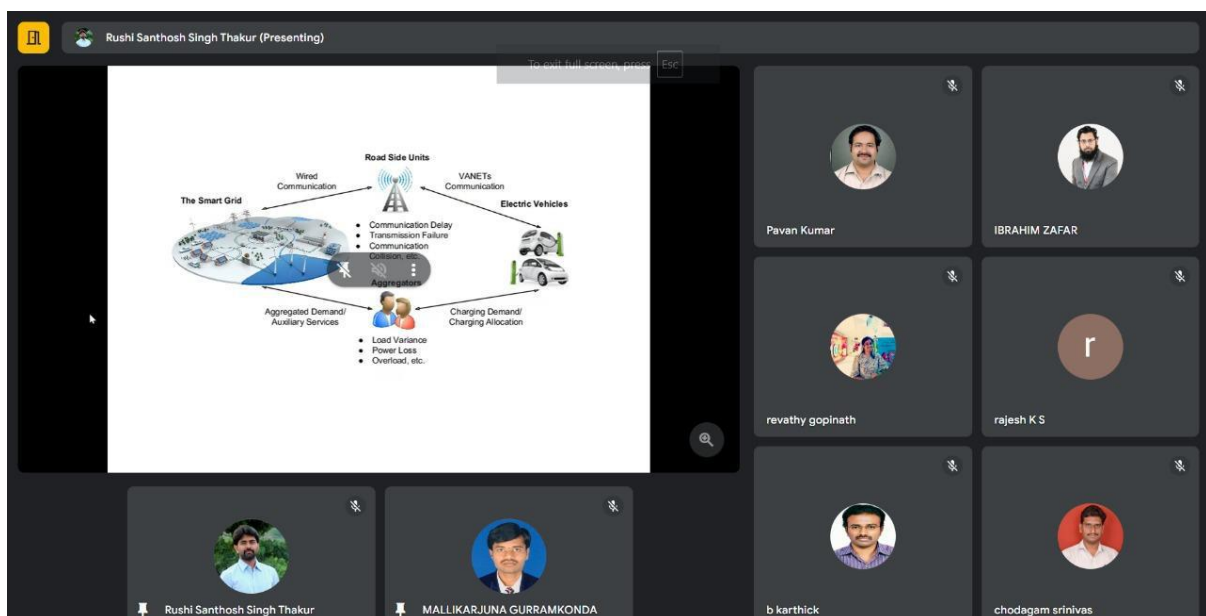 Rushi Santhosh Singh Thakur (Presenting)
To exit full screen, press Esc
Road Side Units
Wired
Communication
VANETs
Communication
The Smart Grid
Electric Vehicles
• Communication Delay
• Transmission Failure
• Communication
Collision, etc.
Aggregators
Aggregated Demand/
Auxiliary Services
Charging Demand/
Charging Allocation
• Load Variance
• Power Loss
• Overload, etc.
Pavan Kumar
IBRAHIM ZAFAR
revathy gopinath
r
rajesh K S
Rushi Santhosh Singh Thakur
MALLIKARJUNA GURRAMKONDA
b karthick
chodagam srinivas